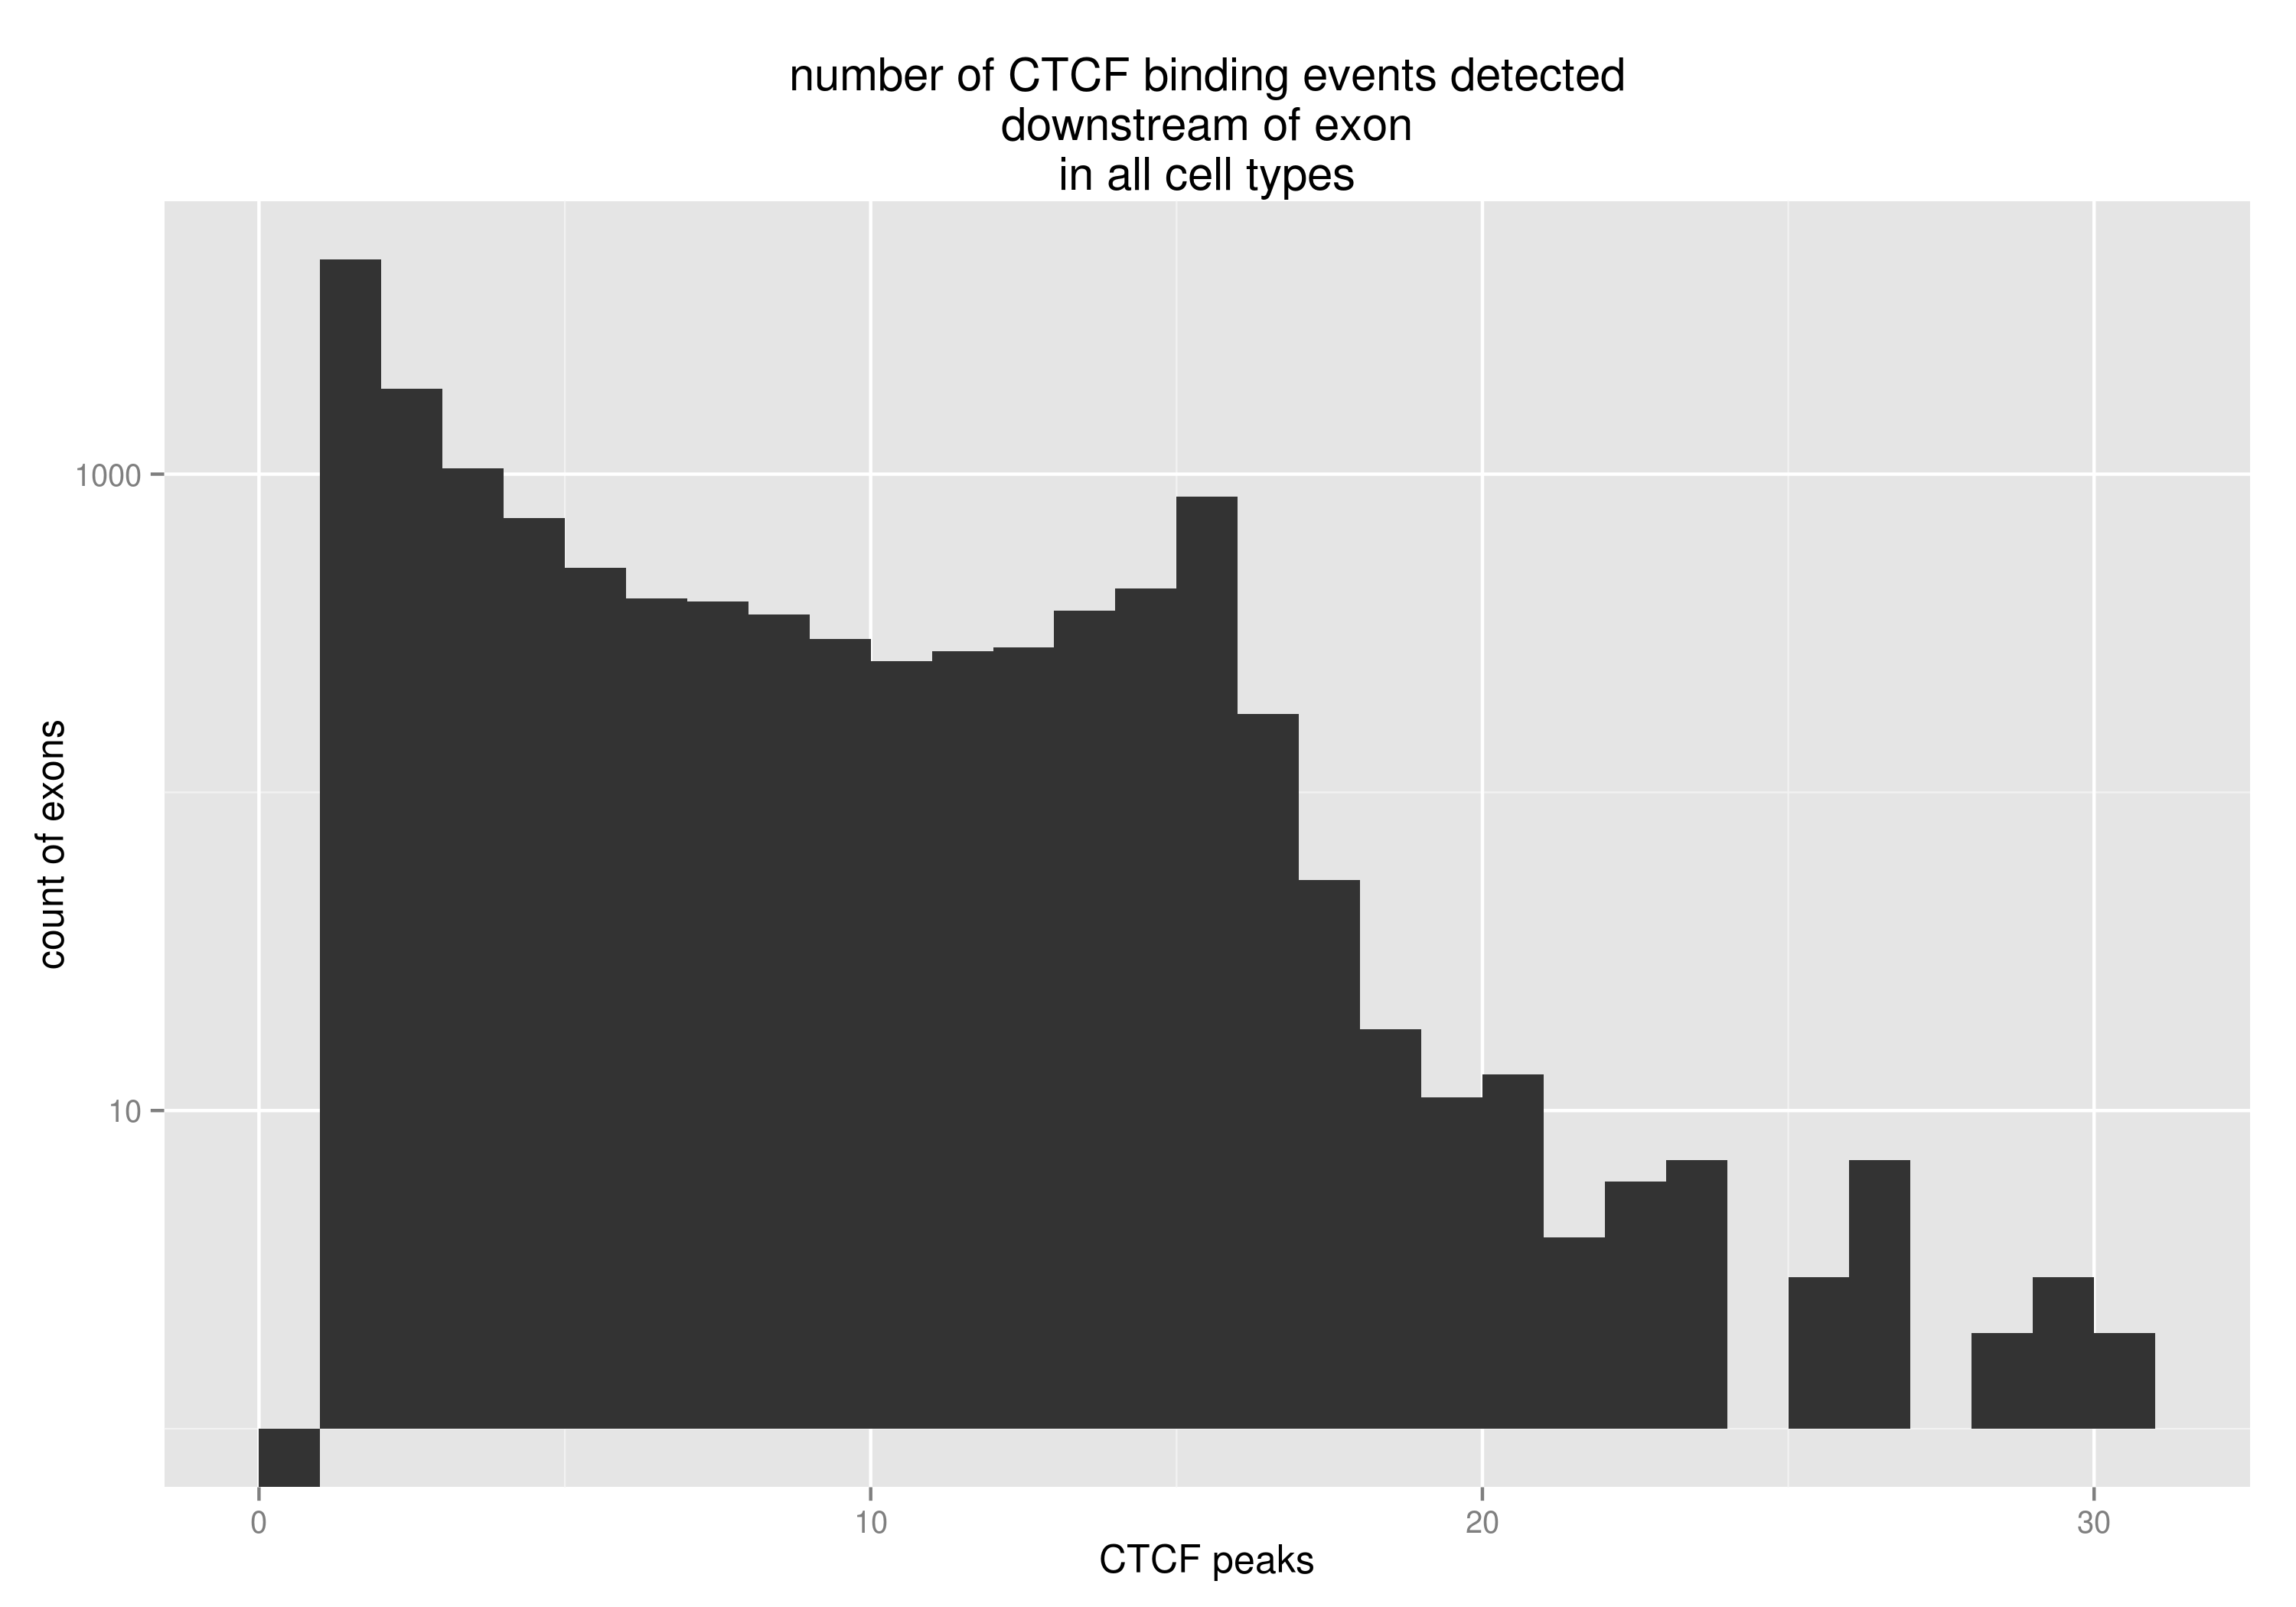 number of CTCF binding events detected
downstream of exon
in all cell types
count of exons
1000
10
0
10
20
30
CTCF peaks